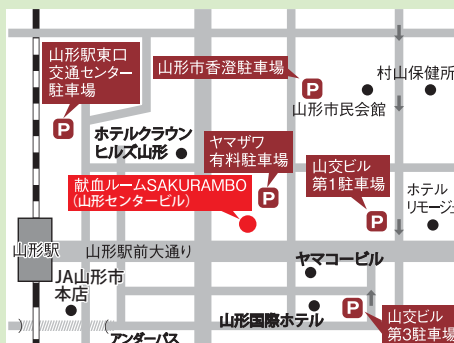 山形駅東口
交通センター
駐車場
P
山形市香澄駐車場
P
村山保健所
山形市民会館
ホテルクラウン
ヒルズ山形
ヤマザワ
有料駐車場
P
山交ビル
第1駐車場
P
献血ルームSAKURAMBO
(山形センタービル)
ホテル
リモージュ
山形駅
山形駅前大通り
ヤマコービル
JA山形市
本店
山形国際ホテル
P
山交ビル
第3駐車場
アンダーパス